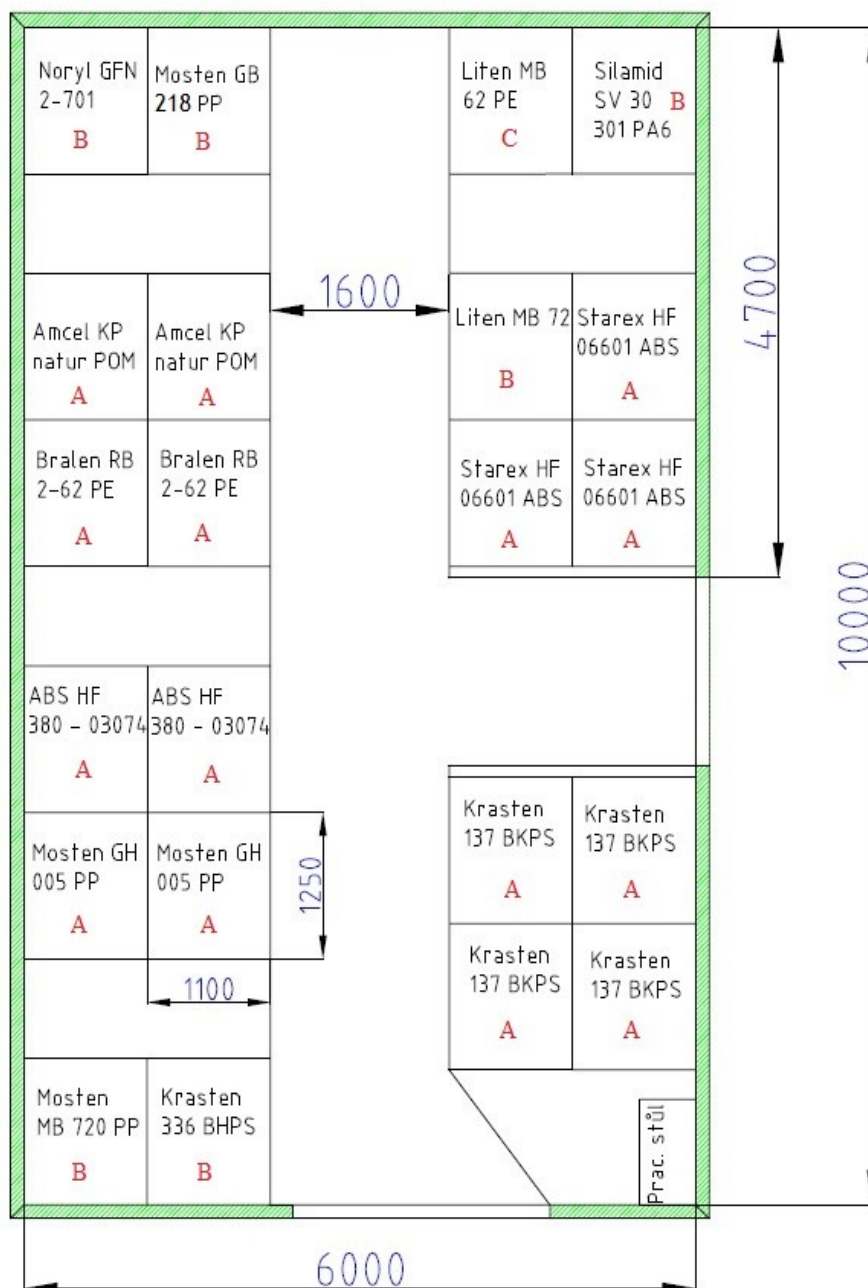 Noryl GFN
2-701
B
Mosten GB
218 PP
B
Liten MB
62 PE
C
Silamid
SV 30 B
301 PA6
1600
4700
Amcel KP
natur POM
A
Amcel KP
natur POM
A
Liten MB 72
B
Starex HF
06601 ABS
A
Bralen RB
2-62 PE
A
Bralen RB
2-62 PE
A
Starex HF
06601 ABS
A
Starex HF
06601 ABS
A
10000
ABS HF
380 - 03074
A
ABS HF
380 - 03074
A
Krasten
137 BKPS
A
Krasten
137 BKPS
A
Mosten GH
005 PP
A
Mosten GH
005 PP
A
1250
1100
Krasten
137 BKPS
A
Krasten
137 BKPS
A
Mosten
MB 720 PP
B
Krasten
336 BHPS
B
Prac. stůl
6000